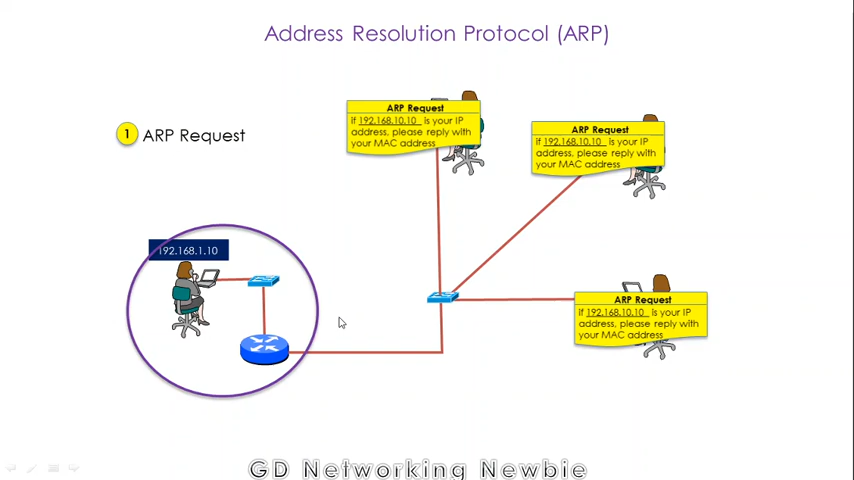 Address Resolution Protocol (ARP)
1 ARP Request
ARP Request
If 192.168.10.10 is your IP
address, please reply with
your MAC address
ARP Request
If 192.168.10.10 is your IP
address, please reply with
your MAC address
192.168.1.10
ARP Request
If 192.168.10.10 is your IP
address, please reply with
your MAC address
GD Networking Newbie